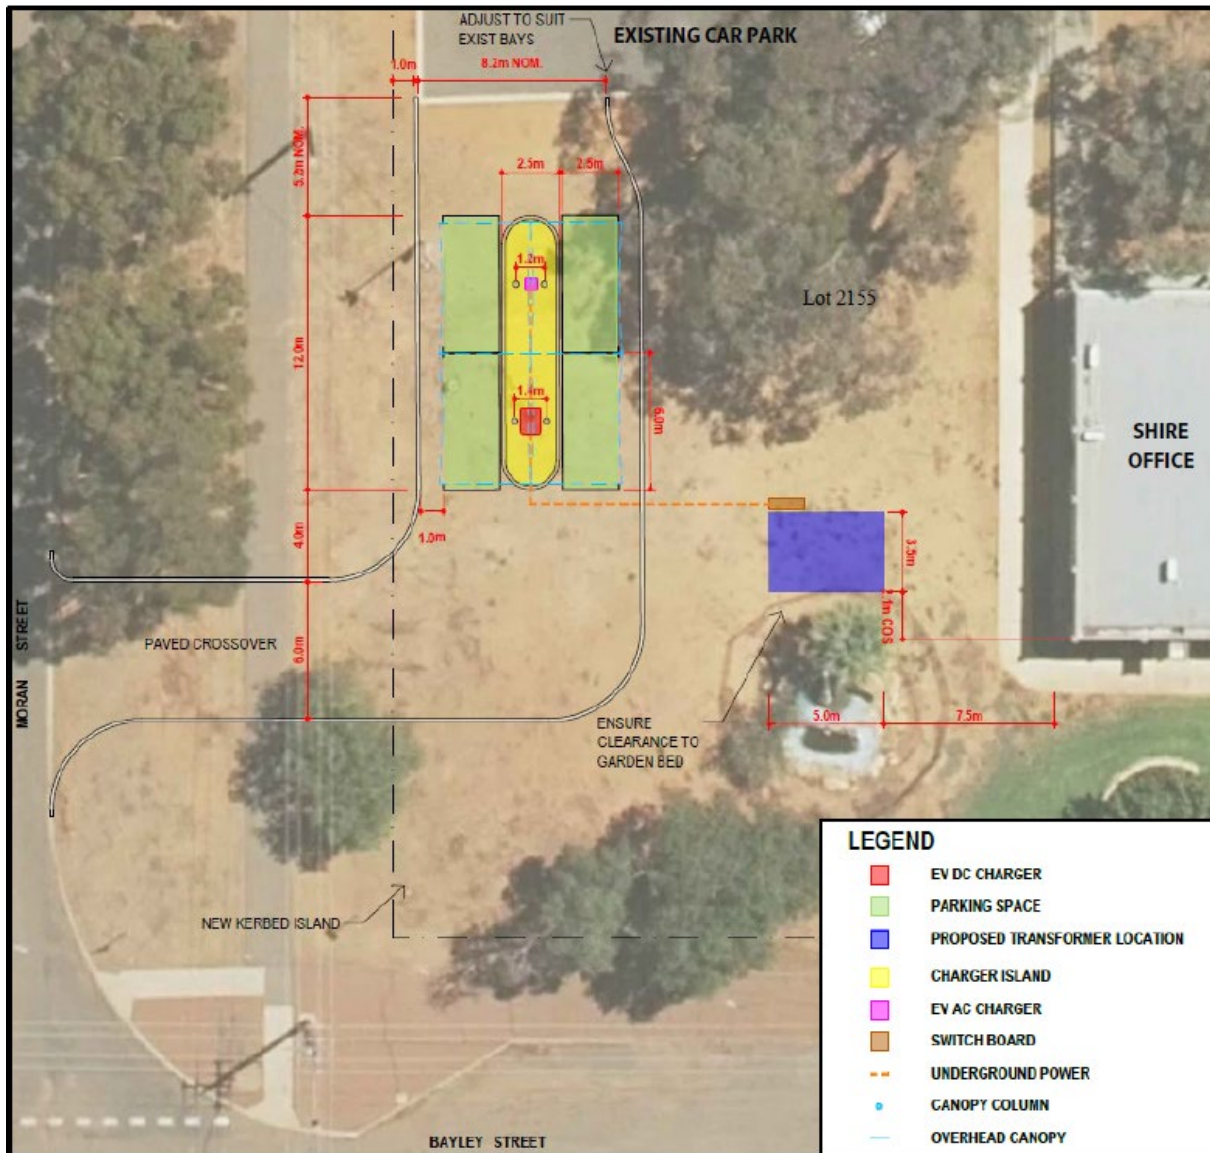 ADJUST TO SUIT
EXIST BAYS
EXISTING CAR PARK
1.0m
8.2m NOM.
5.2m NOM.
2.5m
2.5m
1.2m
Lot 2155
12.0m
1.4m
6.0m
SHIRE
OFFICE
4.0m
1.0m
3.5m
MORAN STREET
PAVED CROSSOVER
6.0m
ENSURE
CLEARANCE TO
GARDEN BED
5.0m
7.5m
NEW KERBED ISLAND
BAYLEY STREET
LEGEND
EV DC CHARGER
PARKING SPACE
PROPOSED TRANSFORMER LOCATION
CHARGER ISLAND
EV AC CHARGER
SWITCH BOARD
UNDERGROUND POWER
CANOPY COLUMN
OVERHEAD CANOPY